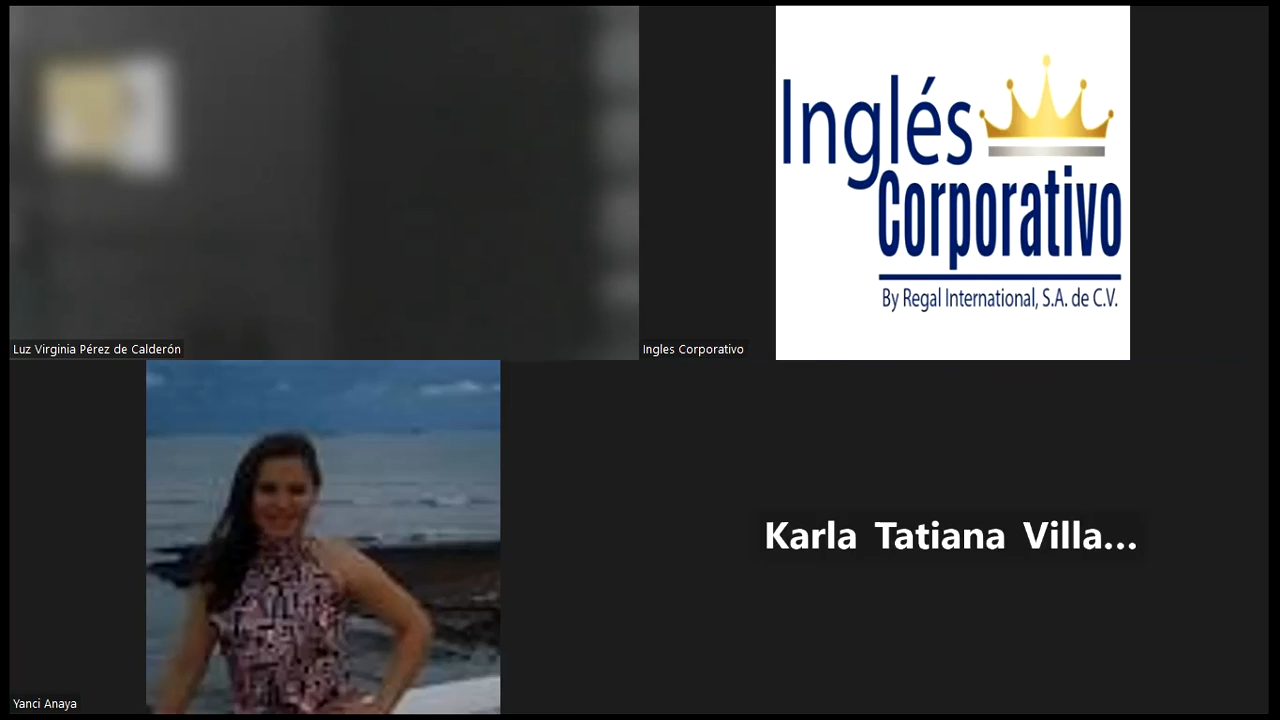 Inglés
Corporativo
By Regal International, S.A. de C.V.
Luz Virginia Pérez de Calderón
Ingles Corporativo
Karla Tatiana Villa...
Yanci Anaya